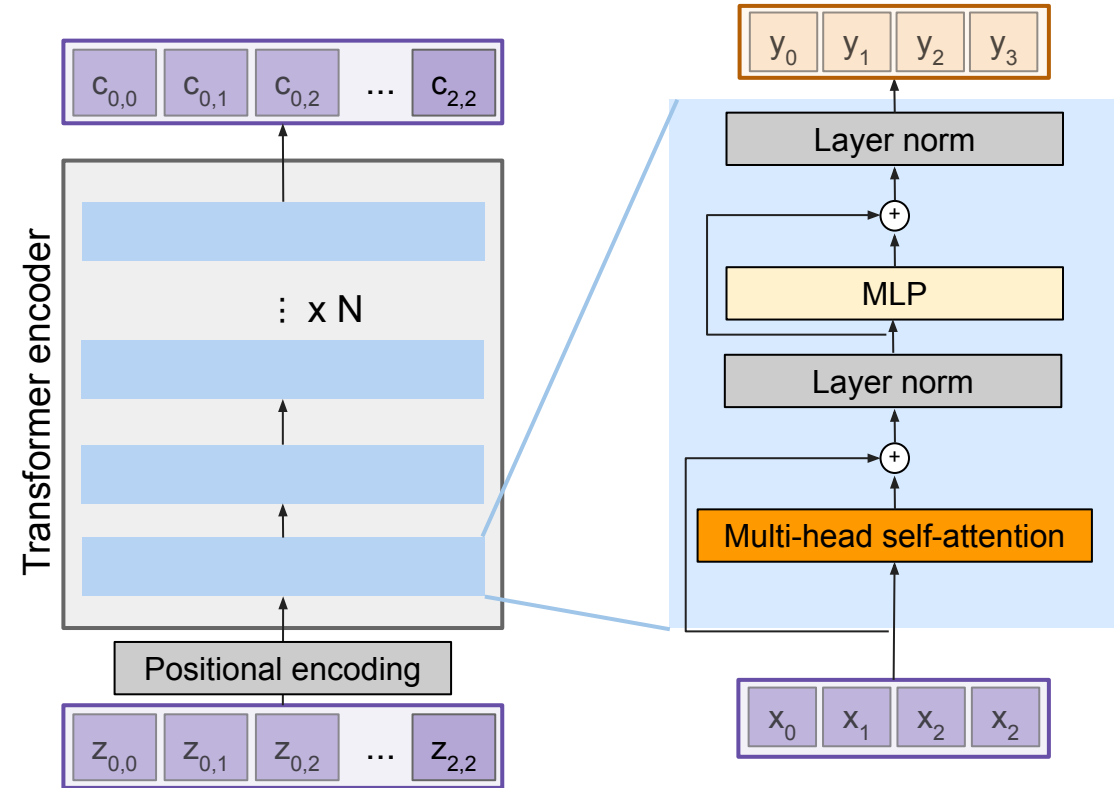 c0,0 c0,1 c0,2 ... c2,2
Transformer encoder
⋮ x N
Positional encoding
z0,0 z0,1 z0,2 ... z2,2
y0 y1 y2 y3
Layer norm
+
MLP
Layer norm
+
Multi-head self-attention
x0 x1 x2 x2